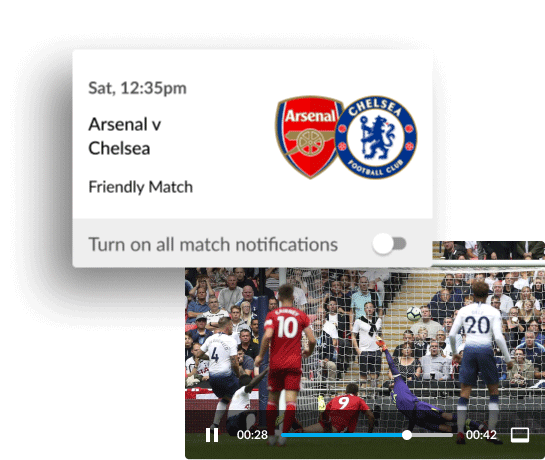 Sat, 12:35pm
Arsenal v
Chelsea
Friendly Match
Arsenal
CHELSEA
FOOTBALL CLUB
Turn on all match notifications
10
4
20
9
00:28
00:42